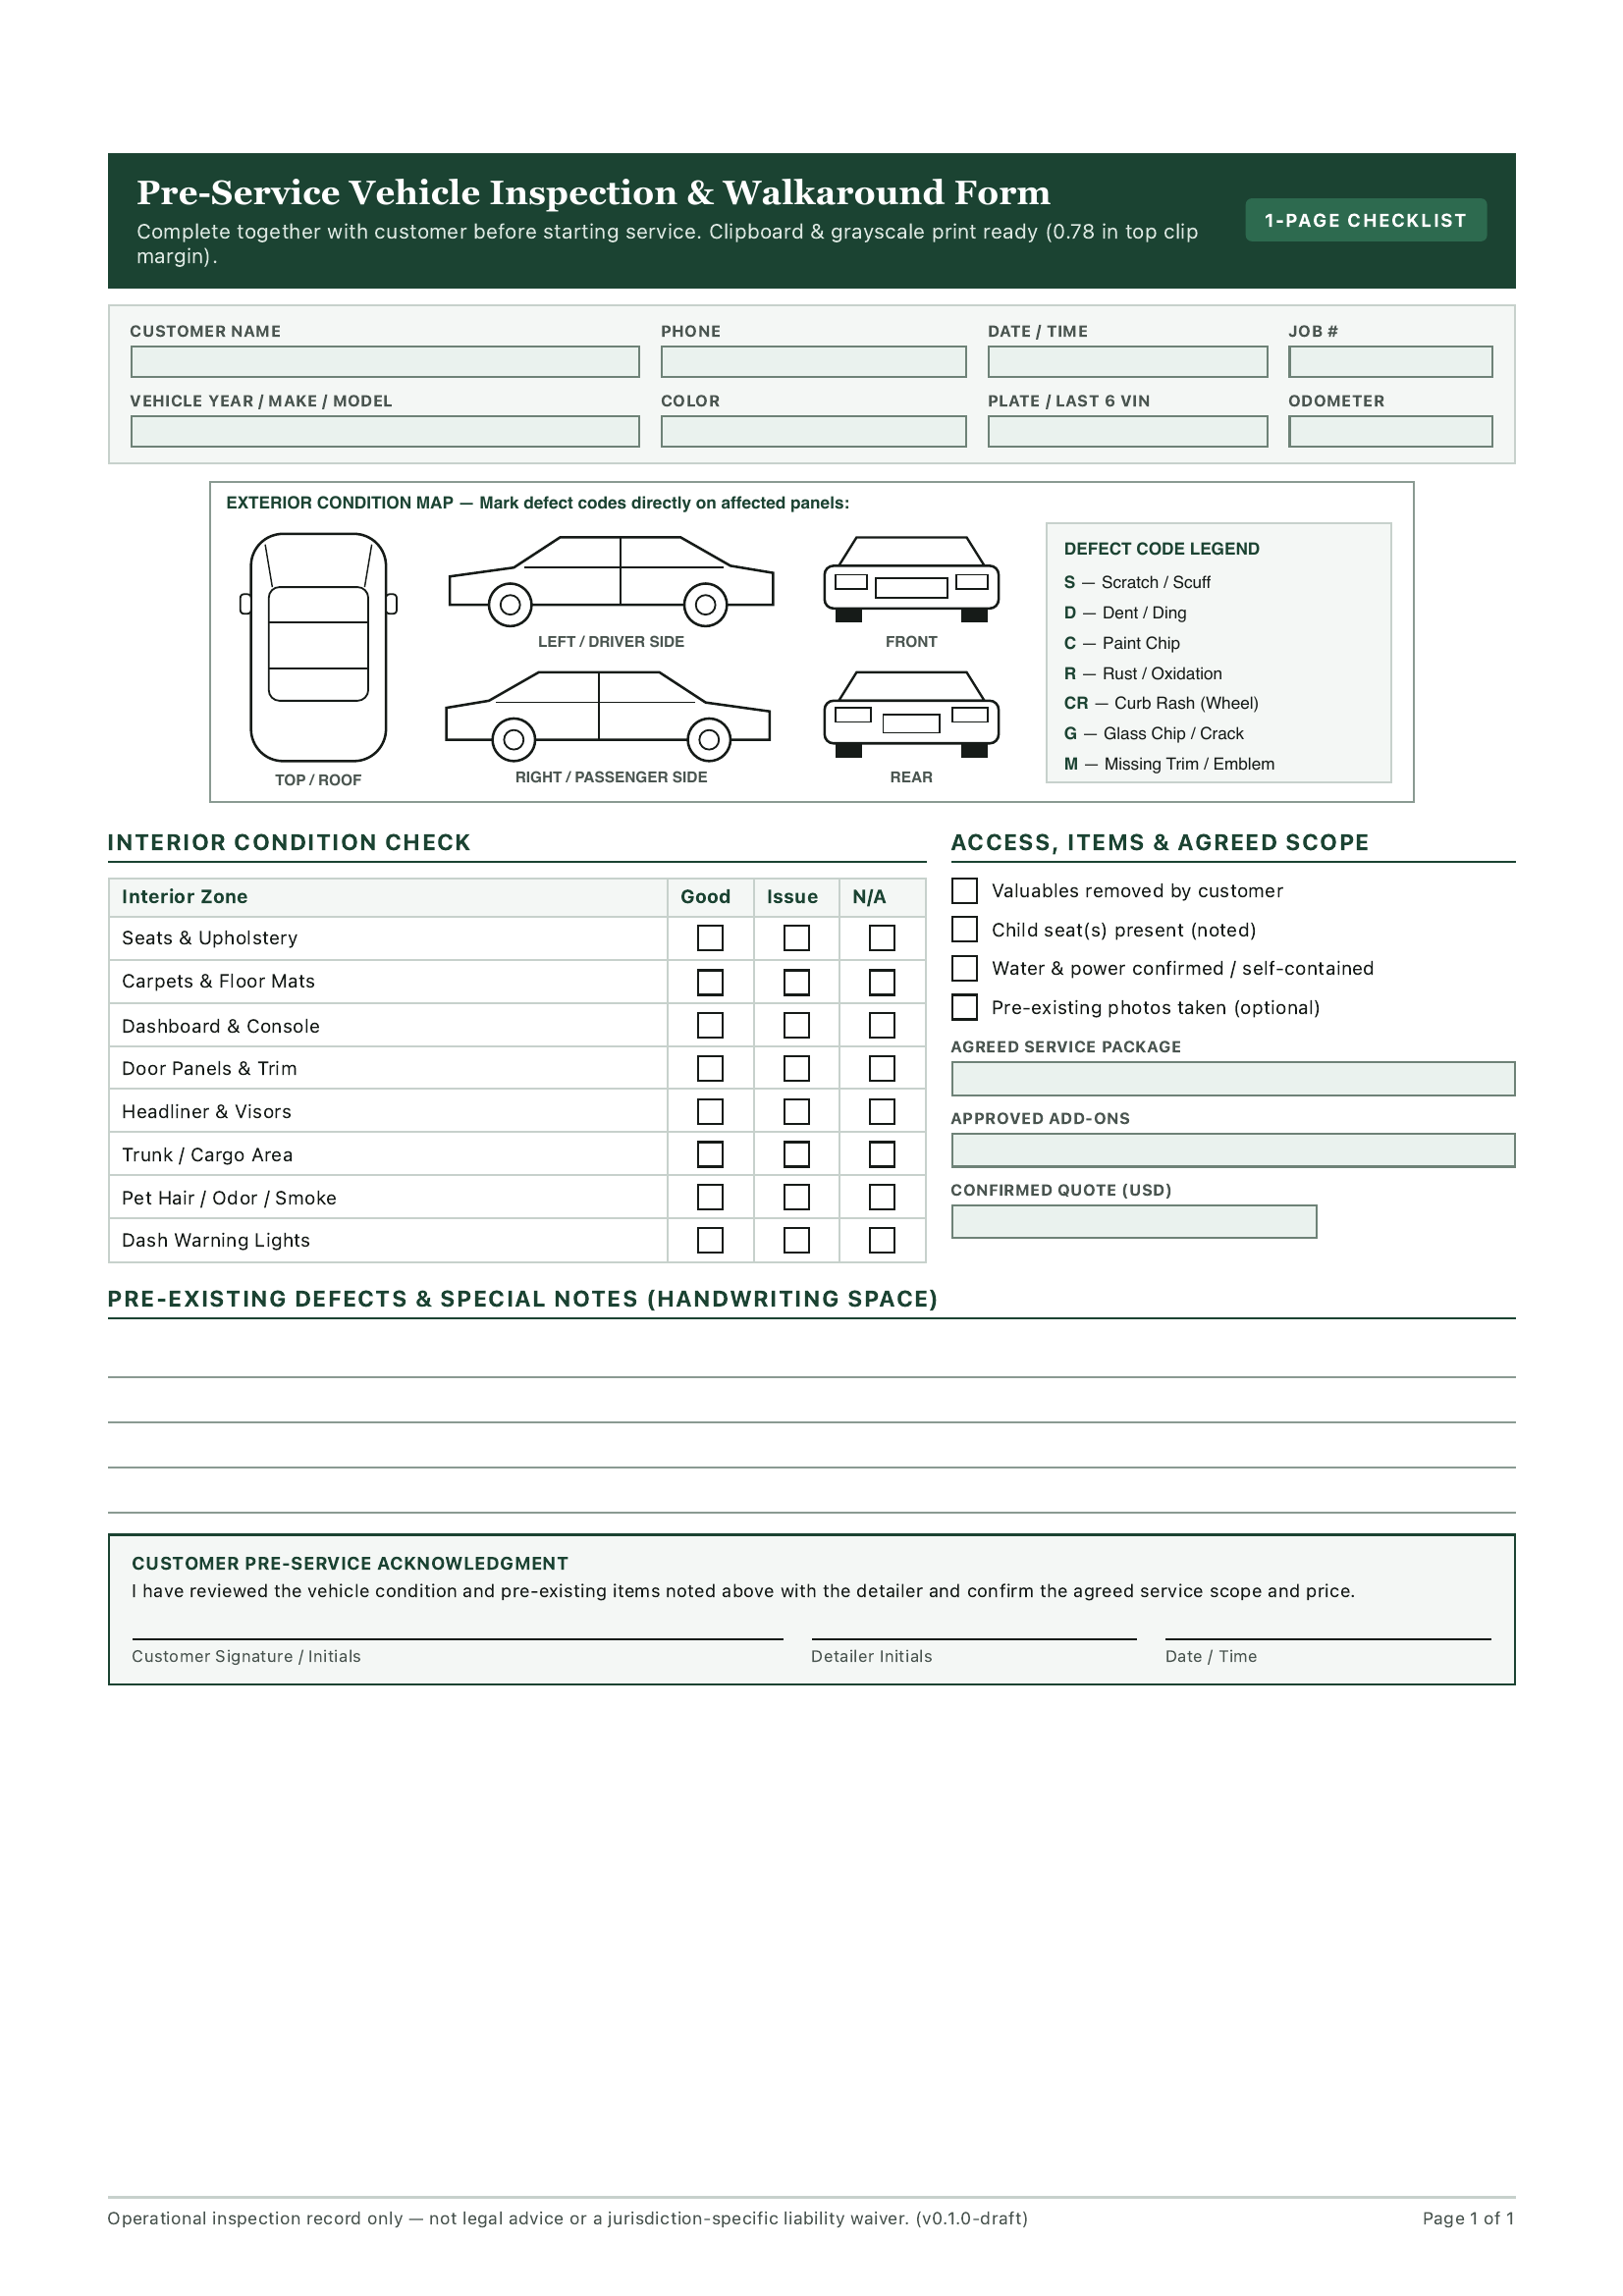 Pre-Service Vehicle Inspection & Walkaround Form
Complete together with customer before starting service. Clipboard & grayscale print ready (0.78 in top clip
margin).
1-PAGE CHECKLIST
CUSTOMER NAME
PHONE
DATE / TIME
JOB #
VEHICLE YEAR / MAKE / MODEL
COLOR
PLATE / LAST 6 VIN
ODOMETER
EXTERIOR CONDITION MAP — Mark defect codes directly on affected panels:
TOP / ROOF
LEFT / DRIVER SIDE
FRONT
RIGHT / PASSENGER SIDE
REAR
DEFECT CODE LEGEND
S — Scratch / Scuff
D — Dent / Ding
C — Paint Chip
R — Rust / Oxidation
CR — Curb Rash (Wheel)
G — Glass Chip / Crack
M — Missing Trim / Emblem
INTERIOR CONDITION CHECK
Interior Zone Good Issue N/A
Seats & Upholstery
Carpets & Floor Mats
Dashboard & Console
Door Panels & Trim
Headliner & Visors
Trunk / Cargo Area
Pet Hair / Odor / Smoke
Dash Warning Lights
ACCESS, ITEMS & AGREED SCOPE
Valuables removed by customer
Child seat(s) present (noted)
Water & power confirmed / self-contained
Pre-existing photos taken (optional)
AGREED SERVICE PACKAGE
APPROVED ADD-ONS
CONFIRMED QUOTE (USD)
PRE-EXISTING DEFECTS & SPECIAL NOTES (HANDWRITING SPACE)
CUSTOMER PRE-SERVICE ACKNOWLEDGMENT
I have reviewed the vehicle condition and pre-existing items noted above with the detailer and confirm the agreed service scope and price.
Customer Signature / Initials
Detailer Initials
Date / Time
Operational inspection record only — not legal advice or a jurisdiction-specific liability waiver. (v0.1.0-draft)
Page 1 of 1